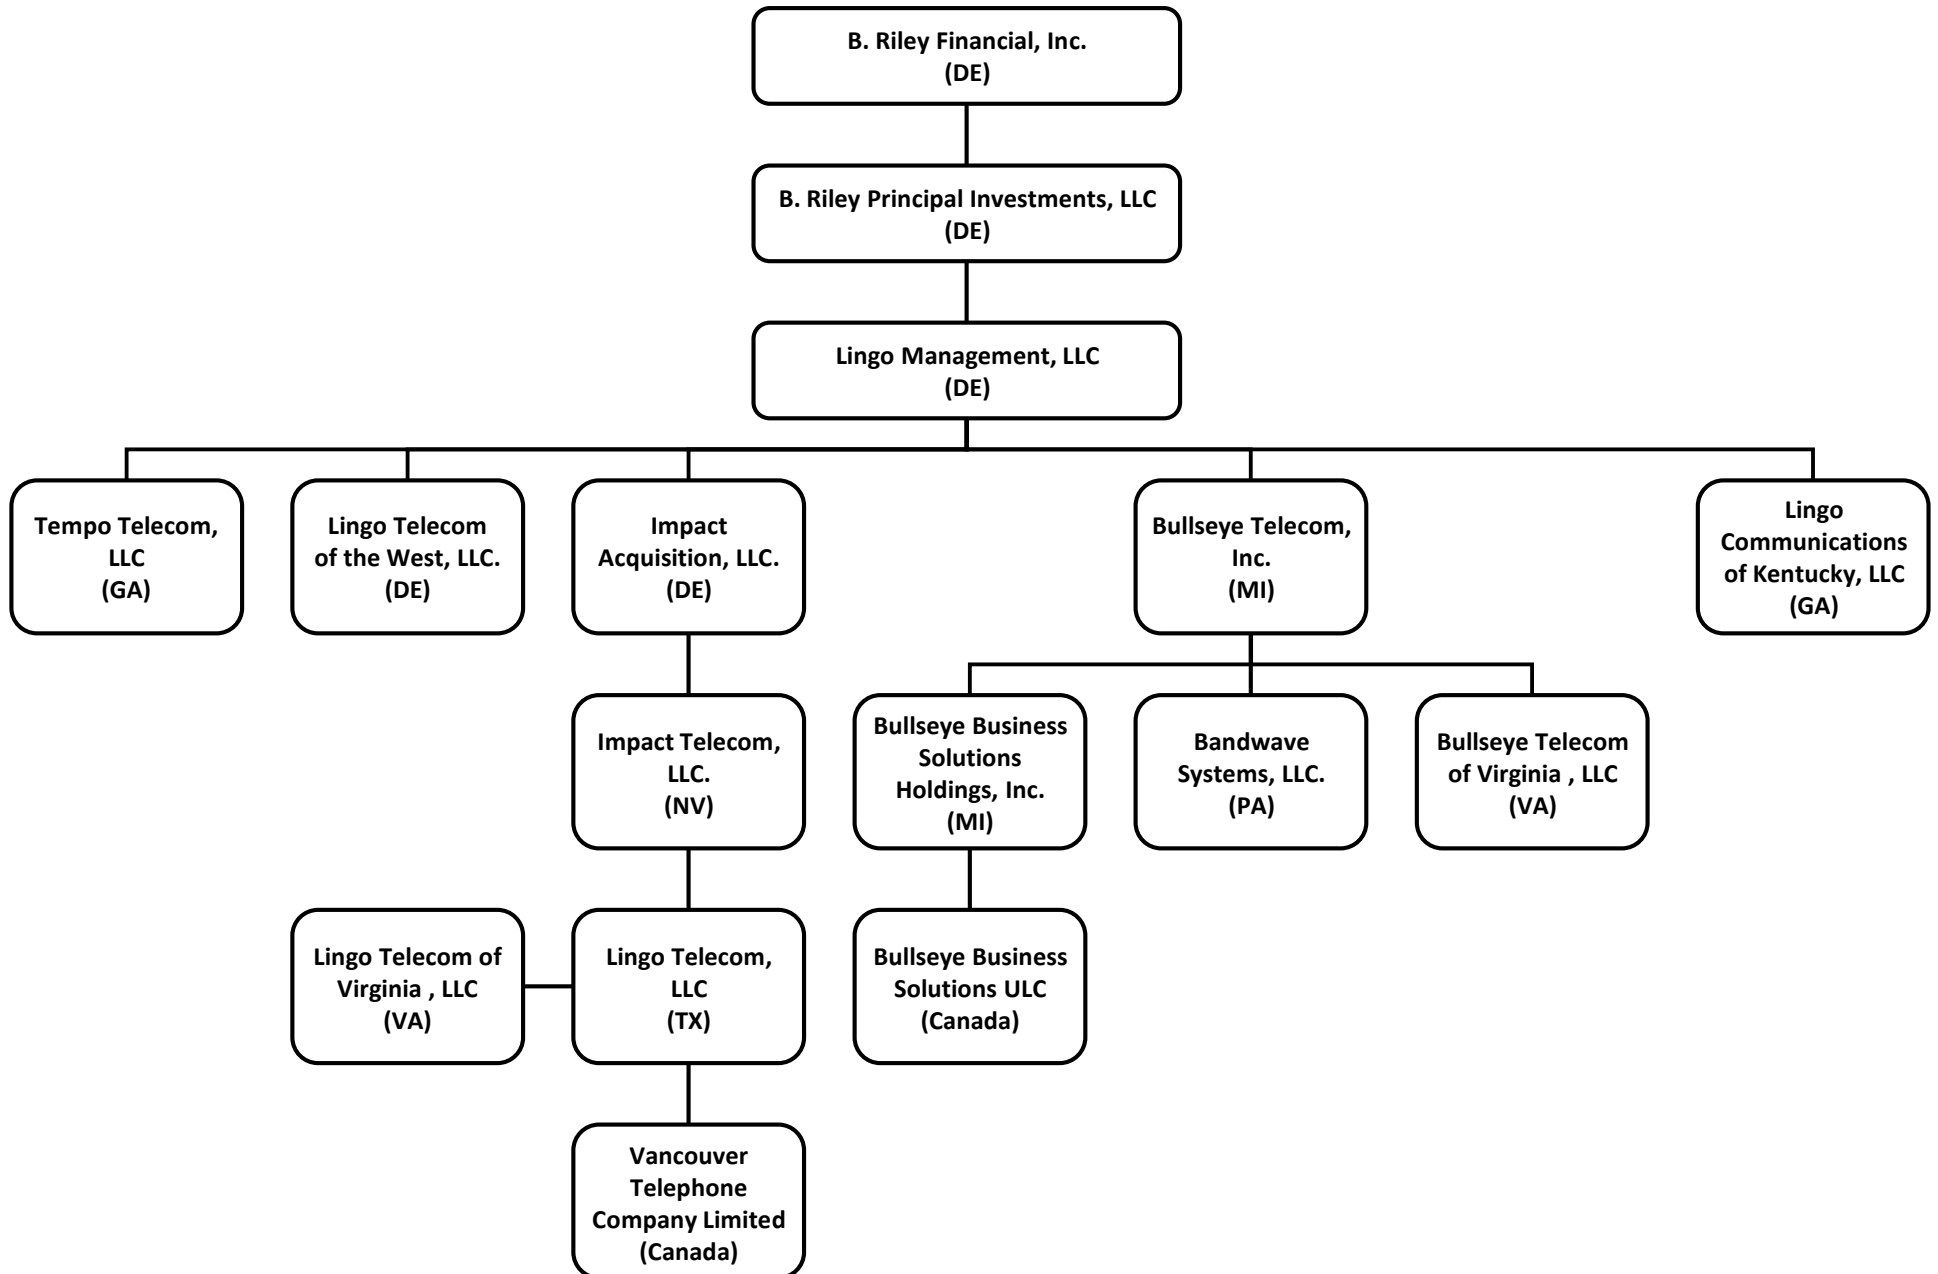 B. Riley Financial, Inc.
(DE)
B. Riley Principal Investments, LLC
(DE)
Lingo Management, LLC
(DE)
Tempo Telecom,
LLC
(GA)
Lingo Telecom
of the West, LLC.
(DE)
Impact
Acquisition, LLC.
(DE)
Bullseye Telecom,
Inc.
(MI)
Lingo
Communications
of Kentucky, LLC
(GA)
Impact Telecom,
LLC.
(NV)
Bullseye Business
Solutions
Holdings, Inc.
(MI)
Bandwave
Systems, LLC.
(PA)
Bullseye Telecom
of Virginia , LLC
(VA)
Lingo Telecom of
Virginia , LLC
(VA)
Lingo Telecom,
LLC
(TX)
Bullseye Business
Solutions ULC
(Canada)
Vancouver
Telephone
Company Limited
(Canada)